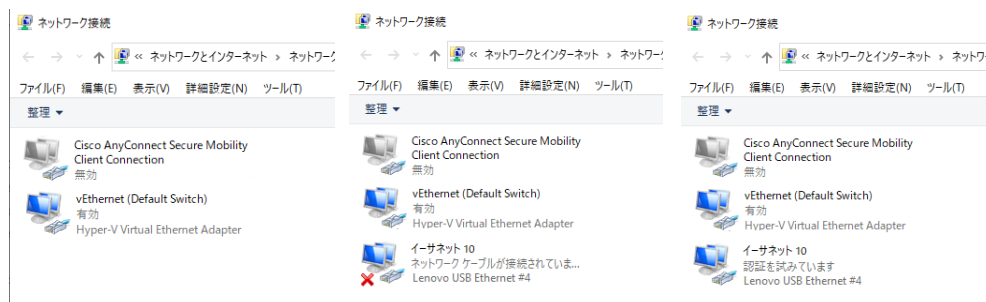 ネットワーク接続
« ネットワークとインターネット › ネットワーク
ファイル(F) 編集(E) 表示(V) 詳細設定(N) ツール(T)
整理
Cisco AnyConnect Secure Mobility
Client Connection
無効
vEthernet (Default Switch)
有効
Hyper-V Virtual Ethernet Adapter
ネットワーク接続
« ネットワークとインターネット › ネットワーク
ファイル(F) 編集(E) 表示(V) 詳細設定(N) ツール(T)
整理
Cisco AnyConnect Secure Mobility
Client Connection
無効
vEthernet (Default Switch)
有効
Hyper-V Virtual Ethernet Adapter
イーサネット 10
ネットワーク ケーブルが接続されていま...
Lenovo USB Ethernet #4
ネットワーク接続
« ネットワークとインターネット › ネットワ
ファイル(F) 編集(E) 表示(V) 詳細設定(N) ツール(T)
整理
Cisco AnyConnect Secure Mobility
Client Connection
無効
vEthernet (Default Switch)
有効
Hyper-V Virtual Ethernet Adapter
イーサネット 10
認証を試みています
Lenovo USB Ethernet #4